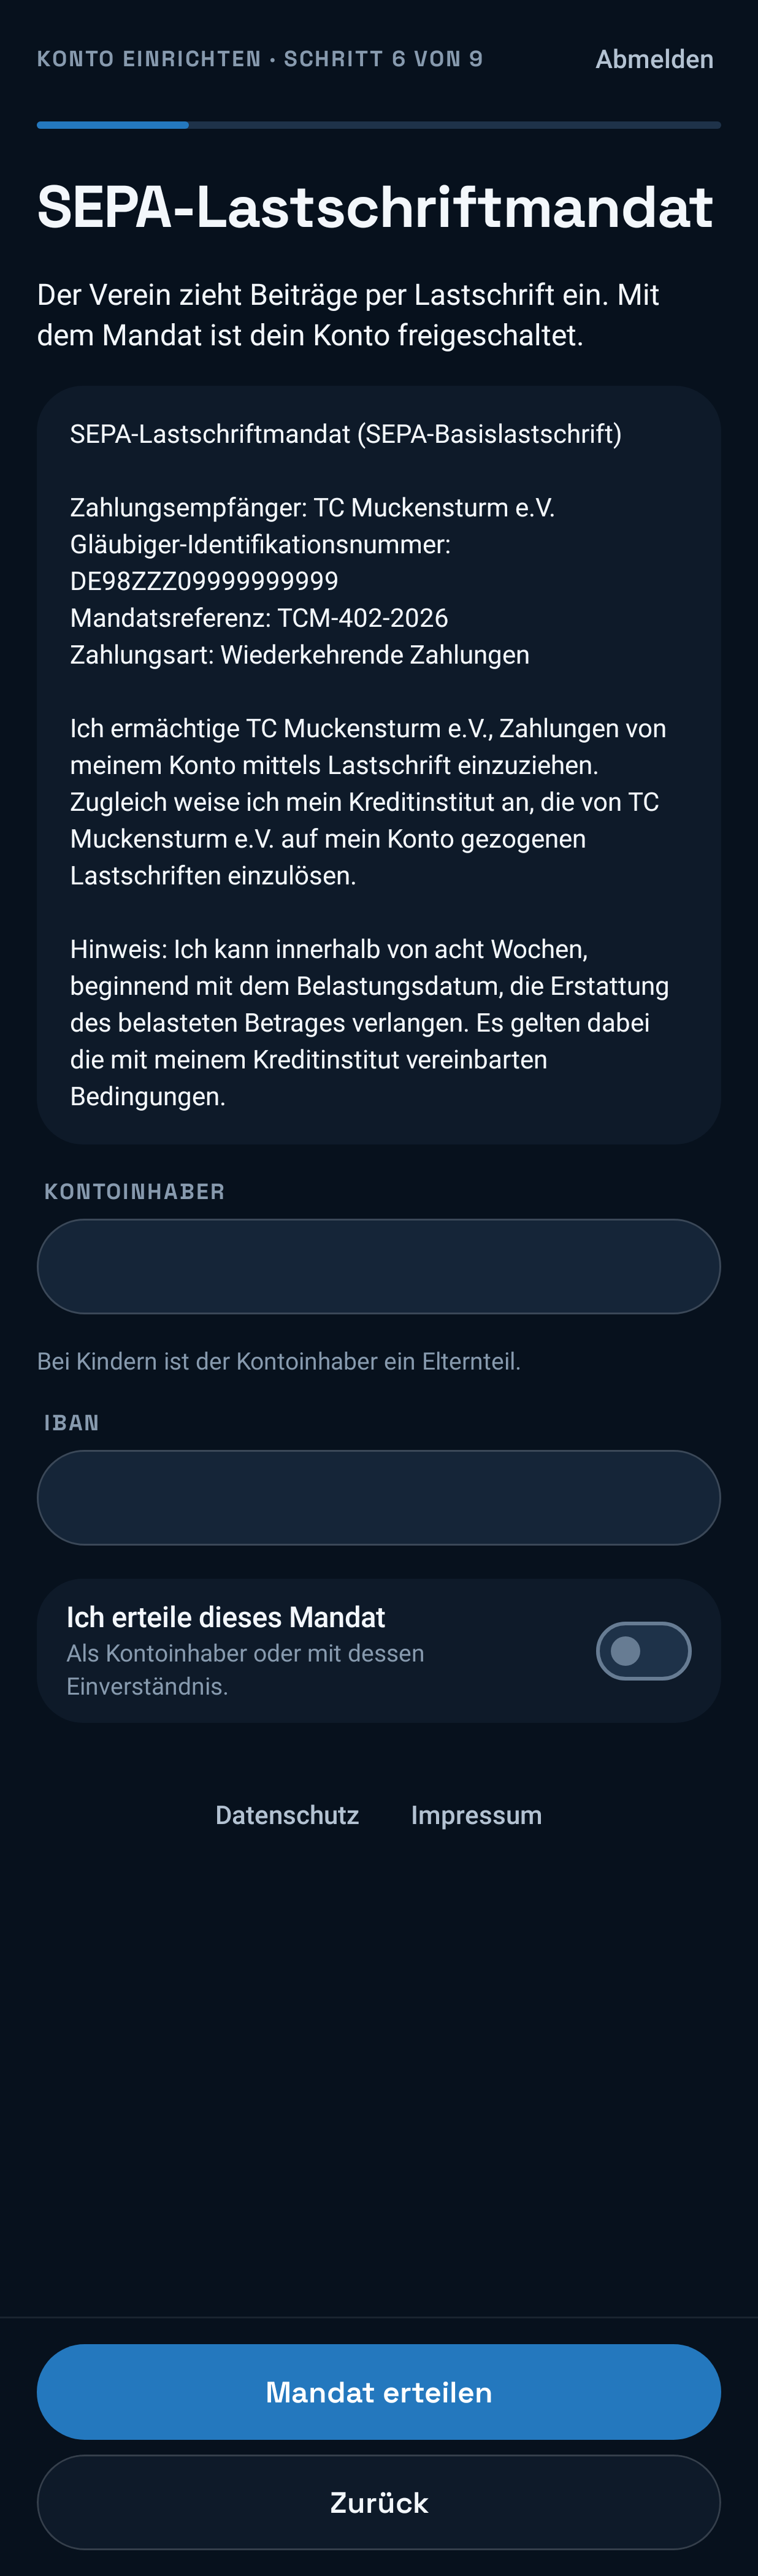 KONTO EINRICHTEN · SCHRITT 6 VON 9
Abmelden
SEPA-Lastschriftmandat
Der Verein zieht Beiträge per Lastschrift ein. Mit
dem Mandat ist dein Konto freigeschaltet.
SEPA-Lastschriftmandat (SEPA-Basislastschrift)
Zahlungsempfänger: TC Muckensturm e.V.
Gläubiger-Identifikationsnummer:
DE98ZZZ09999999999
Mandatsreferenz: TCM-402-2026
Zahlungsart: Wiederkehrende Zahlungen
Ich ermächtige TC Muckensturm e.V., Zahlungen von
meinem Konto mittels Lastschrift einzuziehen.
Zugleich weise ich mein Kreditinstitut an, die von TC
Muckensturm e.V. auf mein Konto gezogenen
Lastschriften einzulösen.
Hinweis: Ich kann innerhalb von acht Wochen,
beginnend mit dem Belastungsdatum, die Erstattung
des belasteten Betrages verlangen. Es gelten dabei
die mit meinem Kreditinstitut vereinbarten
Bedingungen.
KONTOINHABER
Bei Kindern ist der Kontoinhaber ein Elternteil.
IBAN
Ich erteile dieses Mandat
Als Kontoinhaber oder mit dessen
Einverständnis.
Datenschutz Impressum
Mandat erteilen
Zurück